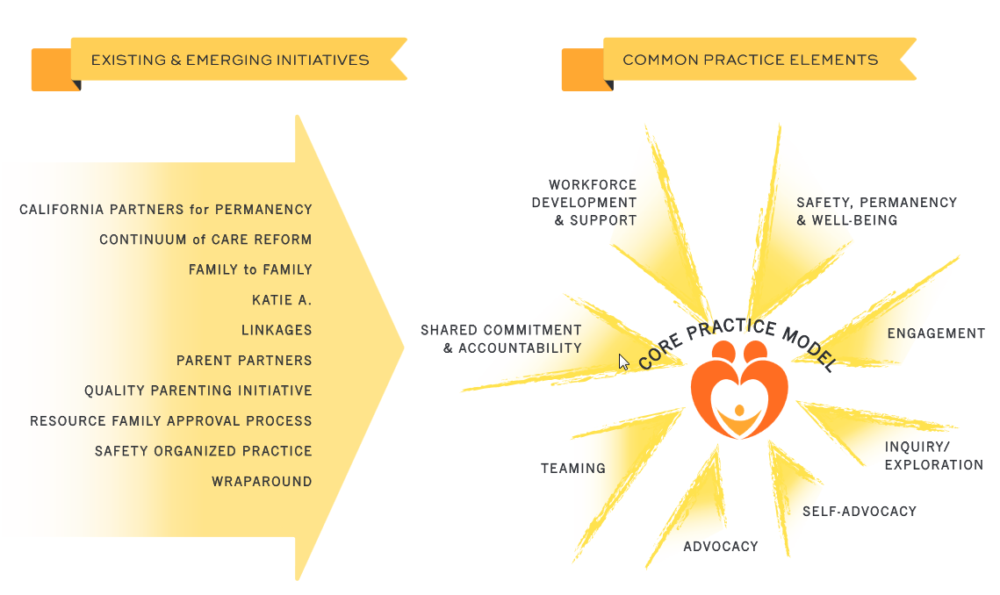 EXISTING & EMERGING INITIATIVES
CALIFORNIA PARTNERS for PERMANENCY
CONTINUUM of CARE REFORM
FAMILY to FAMILY
KATIE A.
LINKAGES
PARENT PARTNERS
QUALITY PARENTING INITIATIVE
RESOURCE FAMILY APPROVAL PROCESS
SAFETY ORGANIZED PRACTICE
WRAPAROUND
COMMON PRACTICE ELEMENTS
WORKFORCE
DEVELOPMENT
& SUPPORT
SAFETY, PERMANENCY
& WELL-BEING
SHARED COMMITMENT
& ACCOUNTABILITY
CORE PRACTICE MODEL
ENGAGEMENT
TEAMING
INQUIRY/
EXPLORATION
SELF-ADVOCACY
ADVOCACY